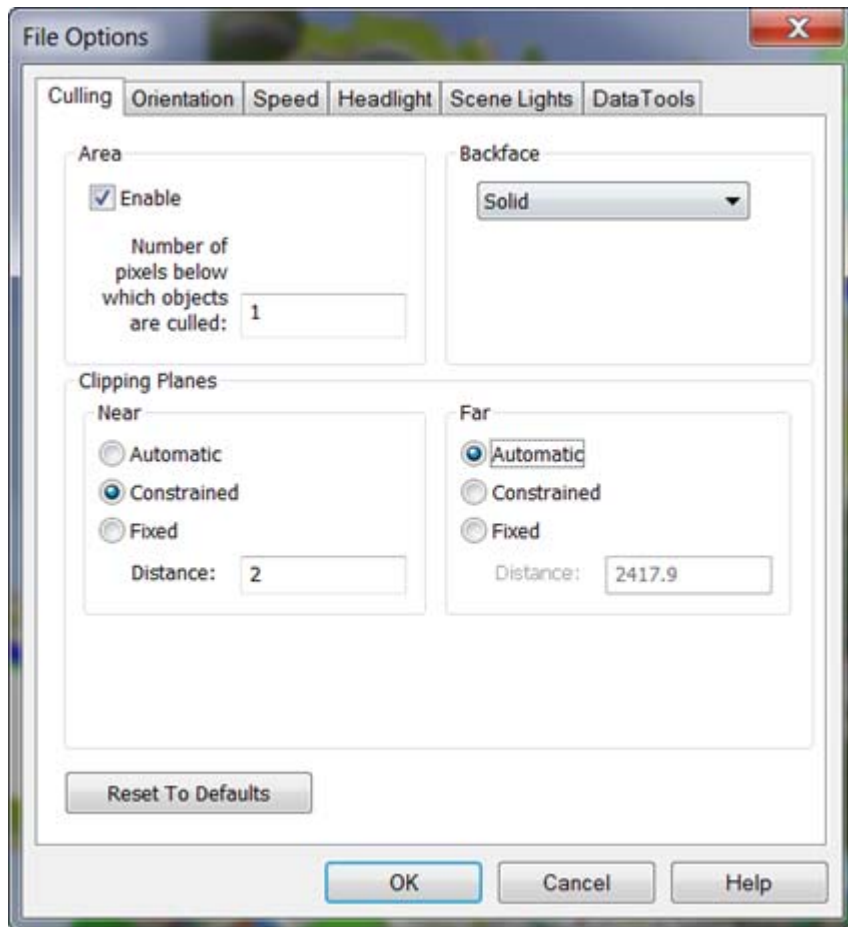 File Options
X
Culling Orientation Speed Headlight Scene Lights DataTools
Area
Enable
Number of
pixels below
which objects
are culled:
1
Backface
Solid
Clipping Planes
Near
Automatic
Constrained
Fixed
Distance: 2
Far
Automatic
Constrained
Fixed
Distance: 2417.9
Reset To Defaults
OK Cancel Help